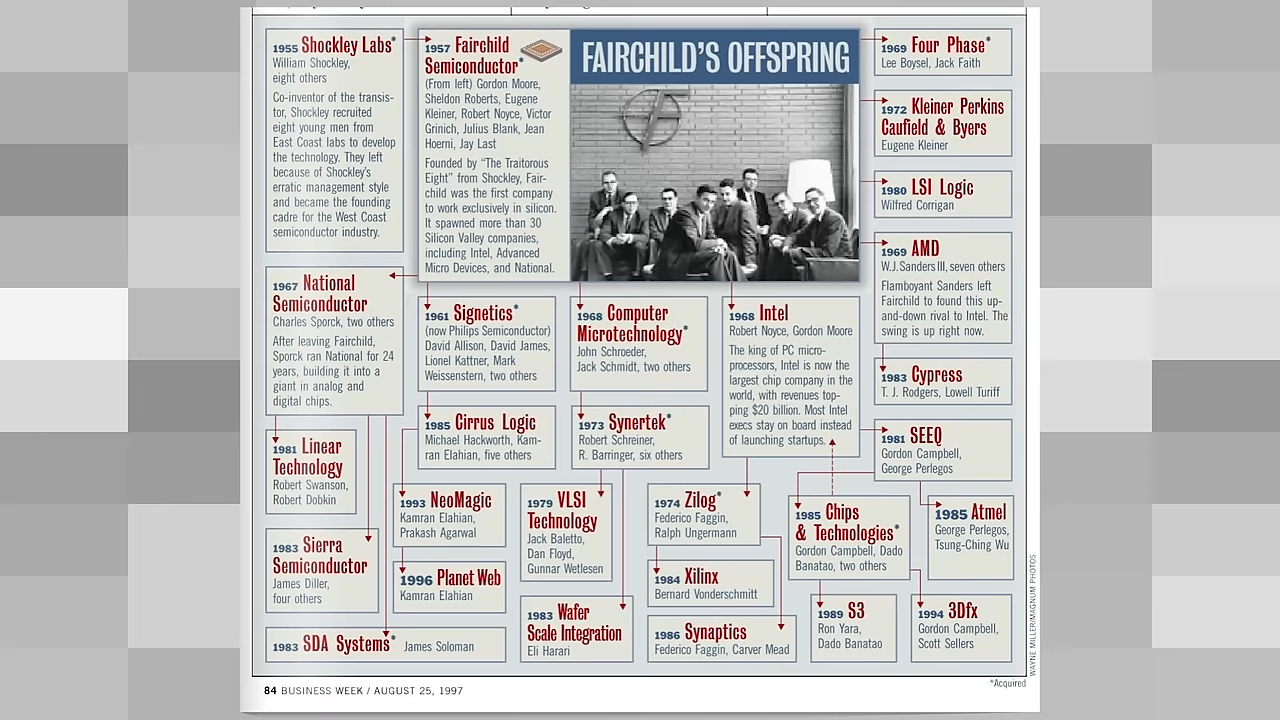 1955 Shockley Labs*
William Shockley,
eight others
Co-inventor of the transis-
tor, Shockley recruited
eight young men from
East Coast labs to develop
the technology. They left
because of Shockley's
erratic management style
and became the founding
cadre for the West Coast
semiconductor industry.
1957 Fairchild
Semiconductor*
(From left) Gordon Moore,
Sheldon Roberts, Eugene
Kleiner, Robert Noyce, Victor
Grinich, Julius Blank, Jean
Hoerni, Jay Last
Founded by “The Traitorous
Eight” from Shockley, Fair-
child was the first company
to work exclusively in silicon.
It spawned more than 30
Silicon Valley companies,
including Intel, Advanced
Micro Devices, and National.
FAIRCHILD'S OFFSPRING
1969 Four Phase*
Lee Boysel, Jack Faith
1972 Kleiner Perkins
Caufield & Byers
Eugene Kleiner
1980 LSI Logic
Wilfred Corrigan
1969 AMD
W.J. Sanders III, seven others
Flamboyant Sanders left
Fairchild to found this up-
and-down rival to Intel. The
swing is up right now.
1967 National
Semiconductor
Charles Sporck, two others
After leaving Fairchild,
Sporck ran National for 24
years, building it into a
giant in analog and
digital chips.
1961 Signetics*
(now Philips Semiconductor)
David Allison, David James,
Lionel Kattner, Mark
Weissenstern, two others
1968 Computer
Microtechnology*
John Schroeder,
Jack Schmidt, two others
1968 Intel
Robert Noyce, Gordon Moore
The king of PC micro-
processors, Intel is now the
largest chip company in the
world, with revenues top-
ping $20 billion. Most Intel
execs stay on board instead
of launching startups.
1983 Cypress
T. J. Rodgers, Lowell Turiff
1985 Cirrus Logic
Michael Hackworth, Kam-
ran Elahian, five others
1973 Synertek*
Robert Schreiner,
R. Barringer, six others
1981 SEEQ
Gordon Campbell,
George Perlegos
1981 Linear
Technology
Robert Swanson,
Robert Dobkin
1993 NeoMagic
Kamran Elahian,
Prakash Agarwal
1979 VLSI
Technology
Jack Baletto,
Dan Floyd,
Gunnar Wetlesen
1974 Zilog*
Federico Faggin,
Ralph Ungermann
1985 Chips
& Technologies*
Gordon Campbell, Dado
Banatao, two others
1985 Atmel
George Perlegos,
Tsung-Ching Wu
1983 Sierra
Semiconductor
James Diller,
four others
1996 Planet Web
Kamran Elahian
1984 Xilinx
Bernard Vonderschmitt
1983 Wafer
Scale Integration
Eli Harari
1986 Synaptics
Federico Faggin, Carver Mead
1989 S3
Ron Yara,
Dado Banatao
1994 3Dfx
Gordon Campbell,
Scott Sellers
1983 SDA Systems* James Soloman
WAYNE MILLER/MAGNUM PHOTOS
*Acquired
84 BUSINESS WEEK / AUGUST 25, 1997